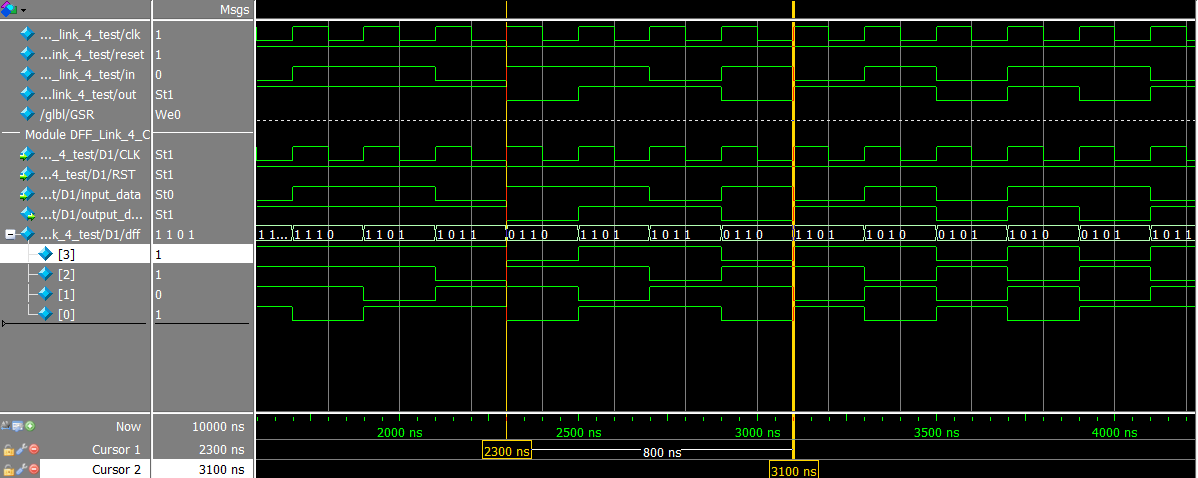 Msgs
..._link_4_test/clk 1
...ink_4_test/reset 1
..._link_4_test/in 0
...link_4_test/out St1
/glbl/GSR We0
Module DFF_Link_4_C
..._4_test/D1/CLK St1
...4_test/D1/RST St1
...t/D1/input_data St0
...t/D1/output_d... St1
...k_4_test/D1/dff 1 1 0 1 1 1... 1 1 1 0 1 1 0 1 1 0 1 1 0 1 1 0 1 1 0 1 1 0 1 1 0 1 1 0 1 1 0 1 1 0 1 0 0 1 0 1 1 0 1 0 0 1 0 1 1 0 1 1
[3] 1
[2] 1
[1] 0
[0] 1
Now 10000 ns 2000 ns 2500 ns 3000 ns 3500 ns 4000 ns
Cursor 1 2300 ns 2300 ns 800 ns
Cursor 2 3100 ns 3100 ns